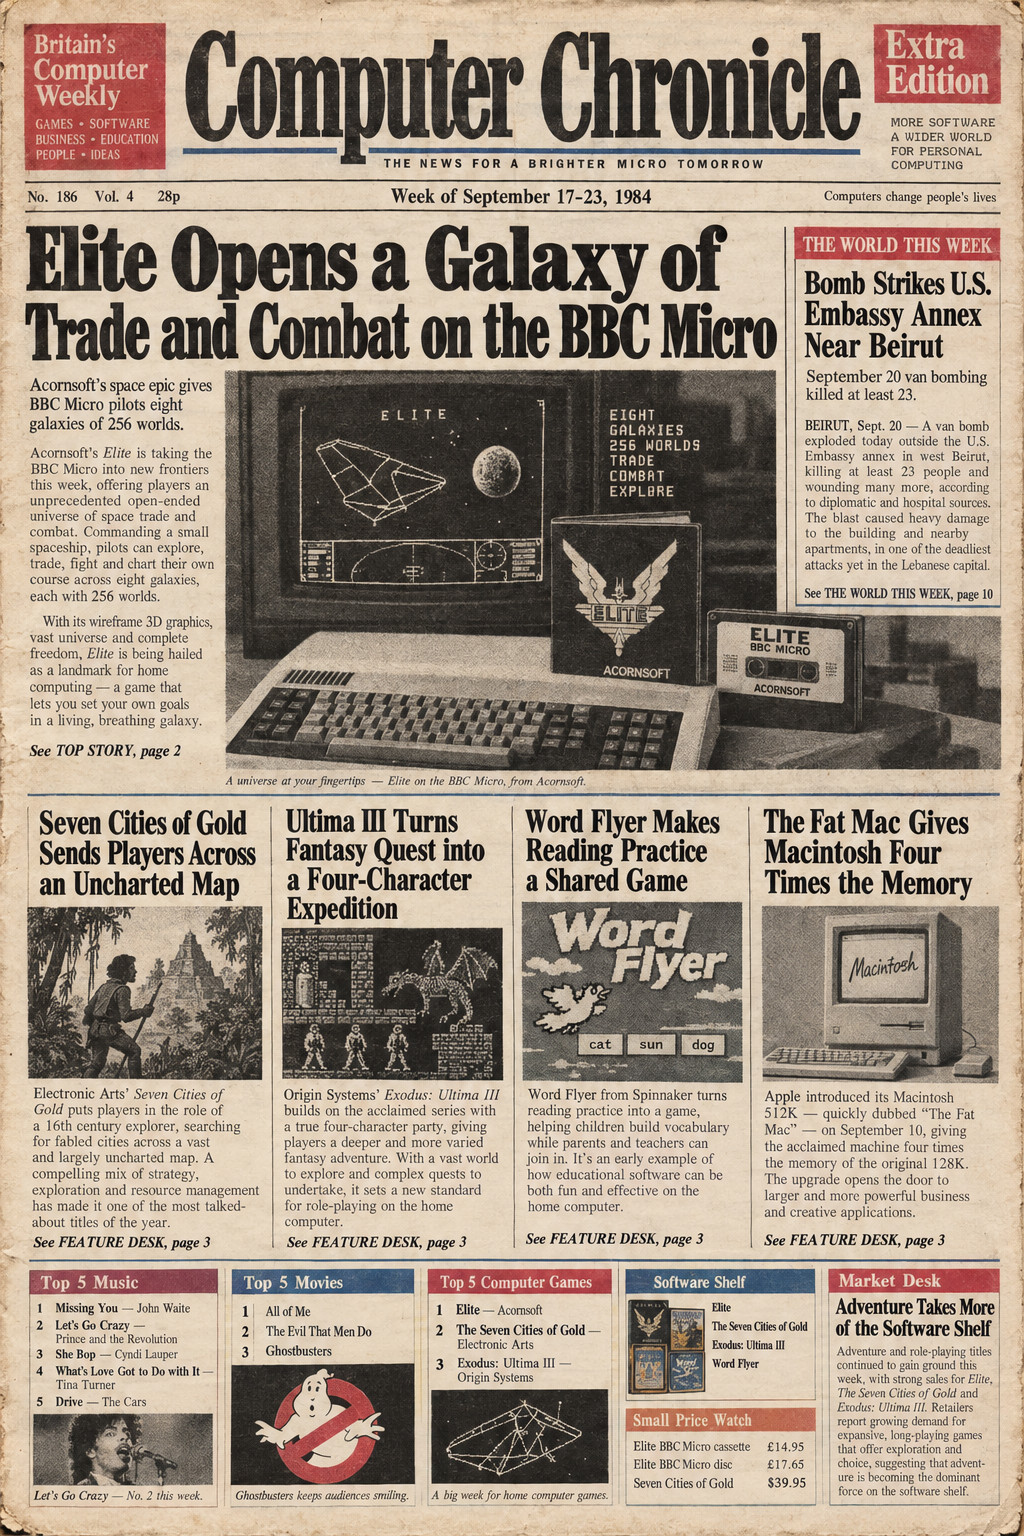 Britain's
Computer
Weekly
GAMES • SOFTWARE
BUSINESS • EDUCATION
PEOPLE • IDEAS
Computer Chronicle
THE NEWS FOR A BRIGHTER MICRO TOMORROW
Extra
Edition
MORE SOFTWARE
A WIDER WORLD
FOR PERSONAL
COMPUTING
No. 186 Vol. 4 28p
Week of September 17–23, 1984
Computers change people's lives
Elite Opens a Galaxy of
Trade and Combat on the BBC Micro
Acornsoft's space epic gives
BBC Micro pilots eight
galaxies of 256 worlds.
Acornsoft's Elite is taking the
BBC Micro into new frontiers
this week, offering players an
unprecedented open-ended
universe of space trade and
combat. Commanding a small
spaceship, pilots can explore,
trade, fight and chart their own
course across eight galaxies,
each with 256 worlds.
With its wireframe 3D graphics,
vast universe and complete
freedom, Elite is being hailed
as a landmark for home
computing — a game that
lets you set your own goals
in a living, breathing galaxy.
See TOP STORY, page 2
ELITE
EIGHT
GALAXIES
256 WORLDS
TRADE
COMBAT
EXPLORE
ELITE
ACORNSOFT
ELITE
BBC MICRO
ACORNSOFT
A universe at your fingertips — Elite on the BBC Micro, from Acornsoft.
THE WORLD THIS WEEK
Bomb Strikes U.S.
Embassy Annex
Near Beirut
September 20 van bombing
killed at least 23.
BEIRUT, Sept. 20 — A van bomb
exploded today outside the U.S.
Embassy annex in west Beirut,
killing at least 23 people and
wounding many more, according
to diplomatic and hospital sources.
The blast caused heavy damage
to the building and nearby
apartments, in one of the deadliest
attacks yet in the Lebanese capital.
See THE WORLD THIS WEEK, page 10
Seven Cities of Gold
Sends Players Across
an Uncharted Map
Electronic Arts' Seven Cities of
Gold puts players in the role of
a 16th century explorer, searching
for fabled cities across a vast
and largely uncharted map. A
compelling mix of strategy,
exploration and resource management
has made it one of the most talked-
about titles of the year.
See FEATURE DESK, page 3
Ultima III Turns
Fantasy Quest into
a Four-Character
Expedition
Origin Systems' Exodus: Ultima III
builds on the acclaimed series with
a true four-character party, giving
players a deeper and more varied
fantasy adventure. With a vast world
to explore and complex quests to
undertake, it sets a new standard
for role-playing on the home
computer.
See FEATURE DESK, page 3
Word Flyer Makes
Reading Practice
a Shared Game
Word
Flyer
cat sun dog
Word Flyer from Spinnaker turns
reading practice into a game,
helping children build vocabulary
while parents and teachers can
join in. It's an early example of
how educational software can be
both fun and effective on the
home computer.
See FEATURE DESK, page 3
The Fat Mac Gives
Macintosh Four
Times the Memory
Macintosh
Apple introduced its Macintosh
512K — quickly dubbed “The Fat
Mac” — on September 10, giving
the acclaimed machine four times
the memory of the original 128K.
The upgrade opens the door to
larger and more powerful business
and creative applications.
See FEATURE DESK, page 3
Top 5 Music
1 Missing You — John Waite
2 Let's Go Crazy —
Prince and the Revolution
3 She Bop — Cyndi Lauper
4 What's Love Got to Do with It —
Tina Turner
5 Drive — The Cars
Let's Go Crazy — No. 2 this week.
Top 5 Movies
1 All of Me
2 The Evil That Men Do
3 Ghostbusters
Ghostbusters keeps audiences smiling.
Top 5 Computer Games
1 Elite — Acornsoft
2 The Seven Cities of Gold —
Electronic Arts
3 Exodus: Ultima III —
Origin Systems
A big week for home computer games.
Software Shelf
Elite
The Seven Cities of Gold
Exodus: Ultima III
Word Flyer
Small Price Watch
Elite BBC Micro cassette £14.95
Elite BBC Micro disc £17.65
Seven Cities of Gold $39.95
Market Desk
Adventure Takes More
of the Software Shelf
Adventure and role-playing titles
continued to gain ground this
week, with strong sales for Elite,
The Seven Cities of Gold and
Exodus: Ultima III. Retailers
report growing demand for
expansive, long-playing games
that offer exploration and
choice, suggesting that advent-
ure is becoming the dominant
force on the software shelf.